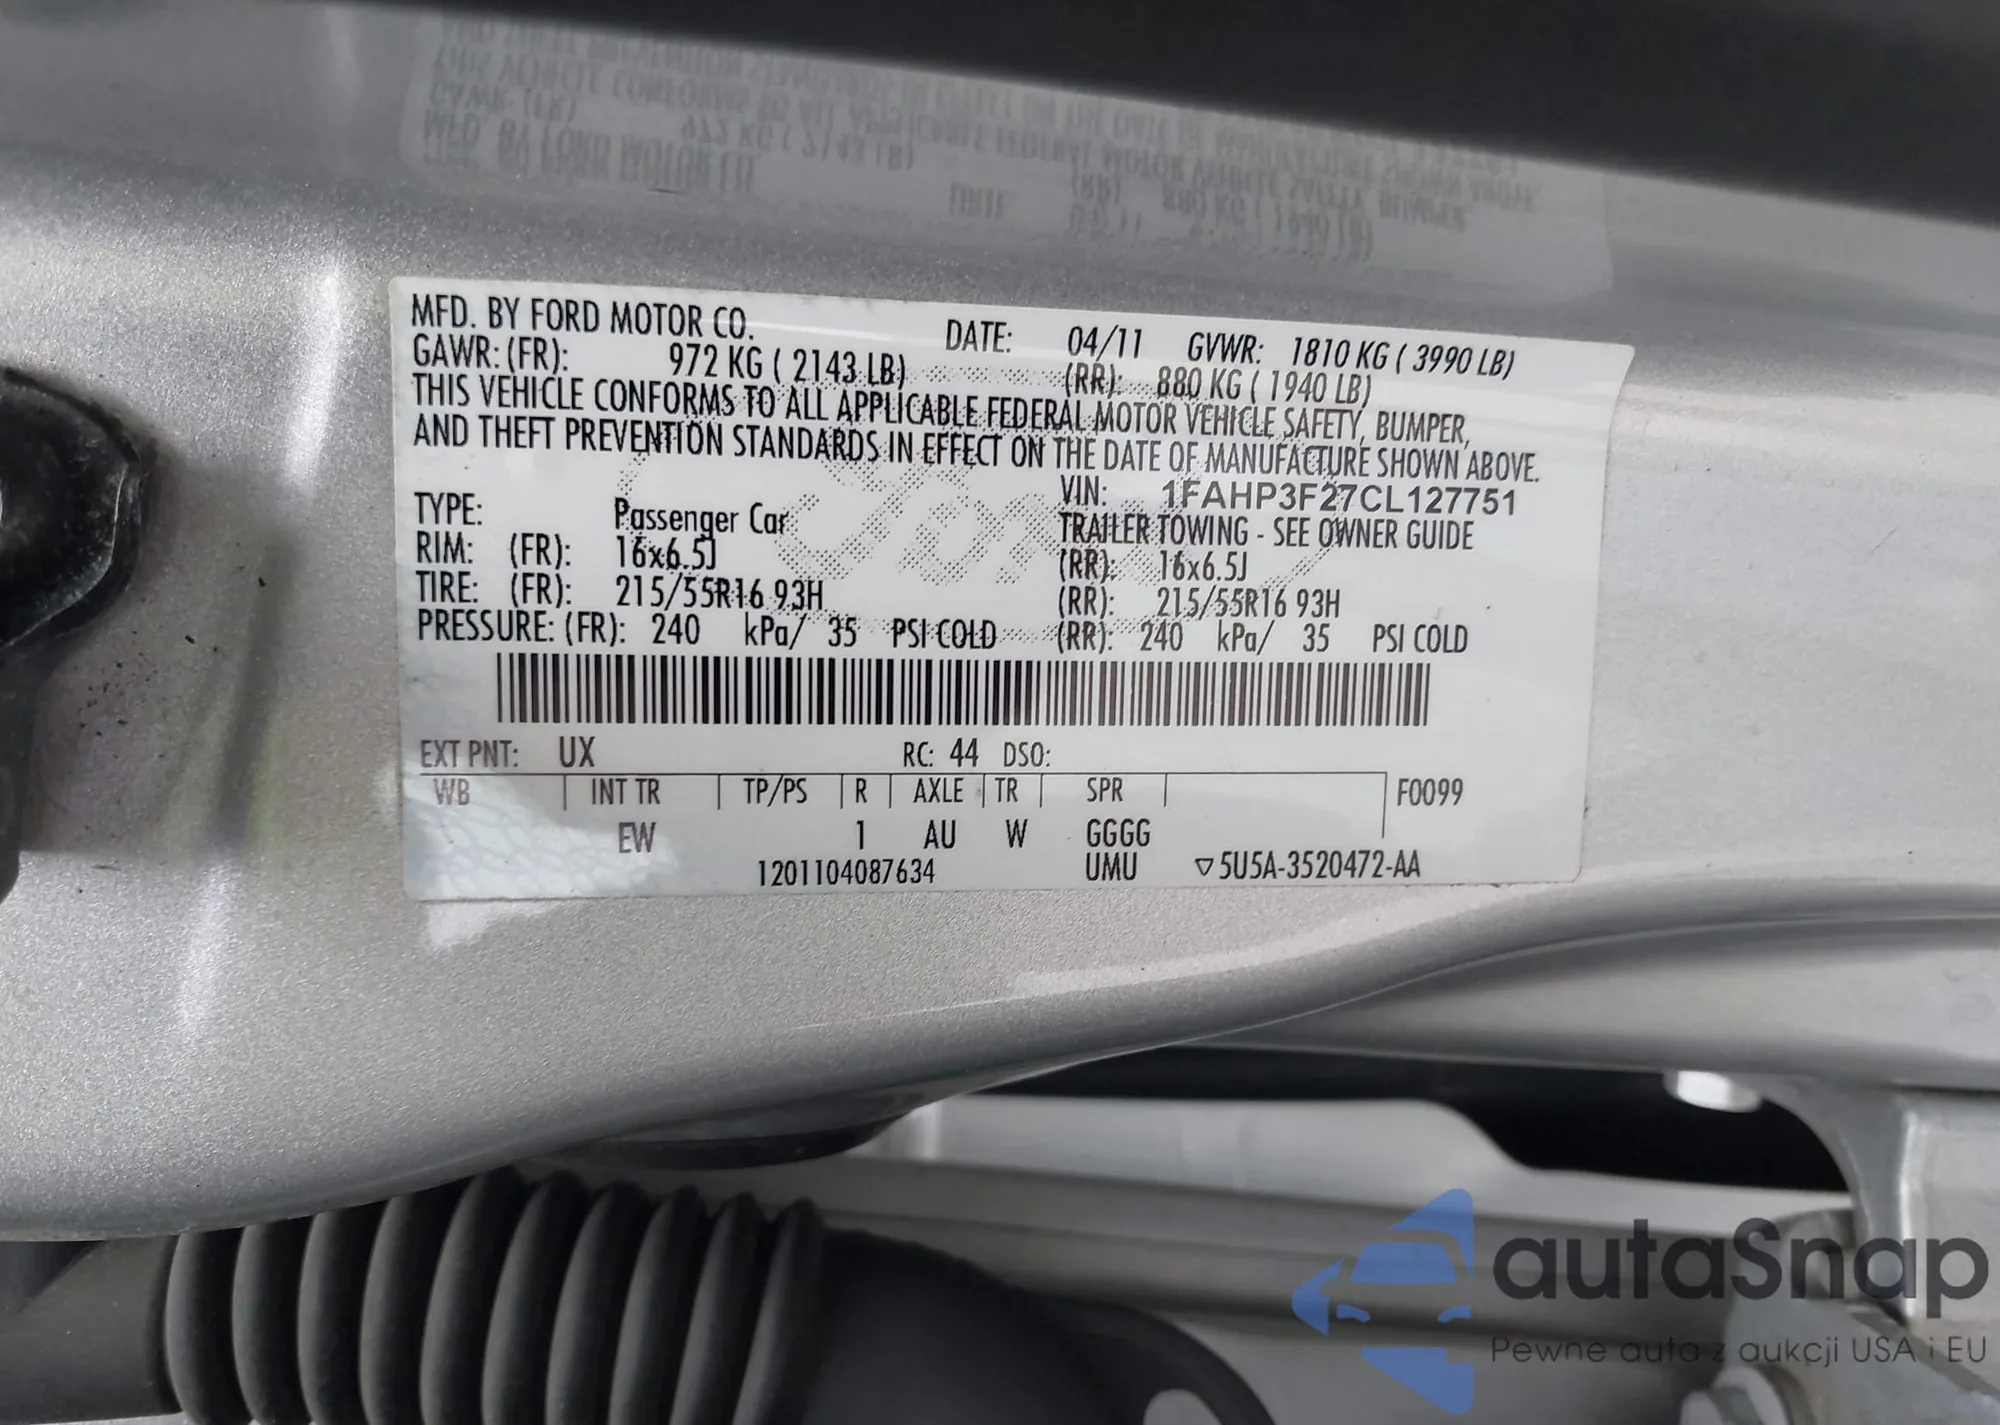 MFD. BY FORD MOTOR CO. DATE: 04/11 GVWR: 1810 KG ( 3990 LB)
GAWR: (FR): 972 KG ( 2143 LB) (RR): 880 KG ( 1940 LB)
THIS VEHICLE CONFORMS TO ALL APPLICABLE FEDERAL MOTOR VEHICLE SAFETY, BUMPER,
AND THEFT PREVENTION STANDARDS IN EFFECT ON THE DATE OF MANUFACTURE SHOWN ABOVE.
VIN: 1FAHP3F27CL127751
TYPE: Passenger Car TRAILER TOWING - SEE OWNER GUIDE
RIM: (FR): 16x6.5J (RR): 16x6.5J
TIRE: (FR): 215/55R16 93H (RR): 215/55R16 93H
PRESSURE: (FR): 240 kPa/ 35 PSI COLD (RR): 240 kPa/ 35 PSI COLD
EXT PNT: UX RC: 44 DSO:
WB INT TR TP/PS R AXLE TR SPR F0099
EW 1 AU W GGGG
1201104087634 UMU ▽5U5A-3520472-AA
autaSnap
Pewne auta z aukcji USA i EU